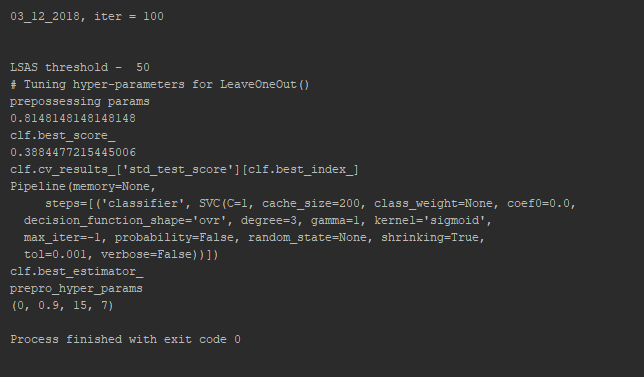 03_12_2018, iter = 100
LSAS threshold -  50
# Tuning hyper-parameters for LeaveOneOut()
prepossessing params
0.8148148148148148
clf.best_score_
0.3884477215445006
clf.cv_results_['std_test_score'][clf.best_index_]
Pipeline(memory=None,
     steps=[('classifier', SVC(C=1, cache_size=200, class_weight=None, coef0=0.0,
  decision_function_shape='ovr', degree=3, gamma=1, kernel='sigmoid',
  max_iter=-1, probability=False, random_state=None, shrinking=True,
  tol=0.001, verbose=False))])
clf.best_estimator_
prepro_hyper_params
(0, 0.9, 15, 7)
Process finished with exit code 0